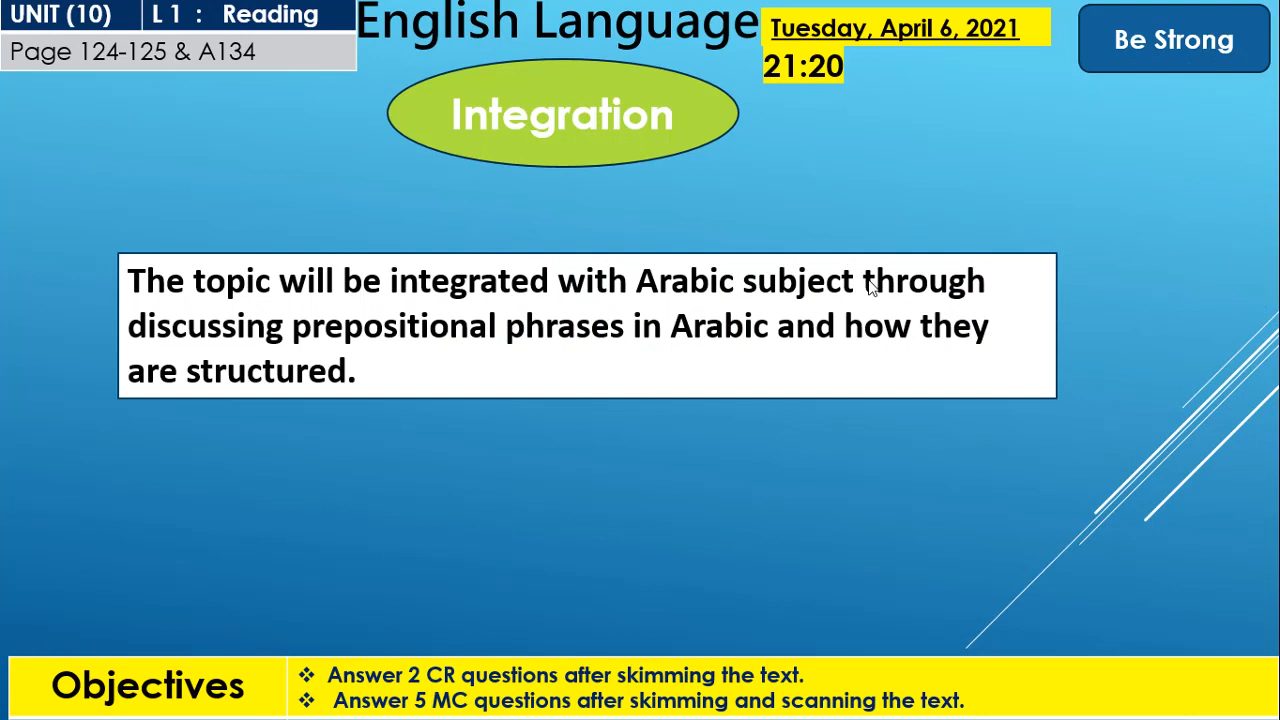 UNIT (10) L 1 : Reading
Page 124-125 & A134
English Language
Tuesday, April 6, 2021
21:20
Be Strong
Integration
The topic will be integrated with Arabic subject through
discussing prepositional phrases in Arabic and how they
are structured.
Objectives
❖ Answer 2 CR questions after skimming the text.
❖ Answer 5 MC questions after skimming and scanning the text.